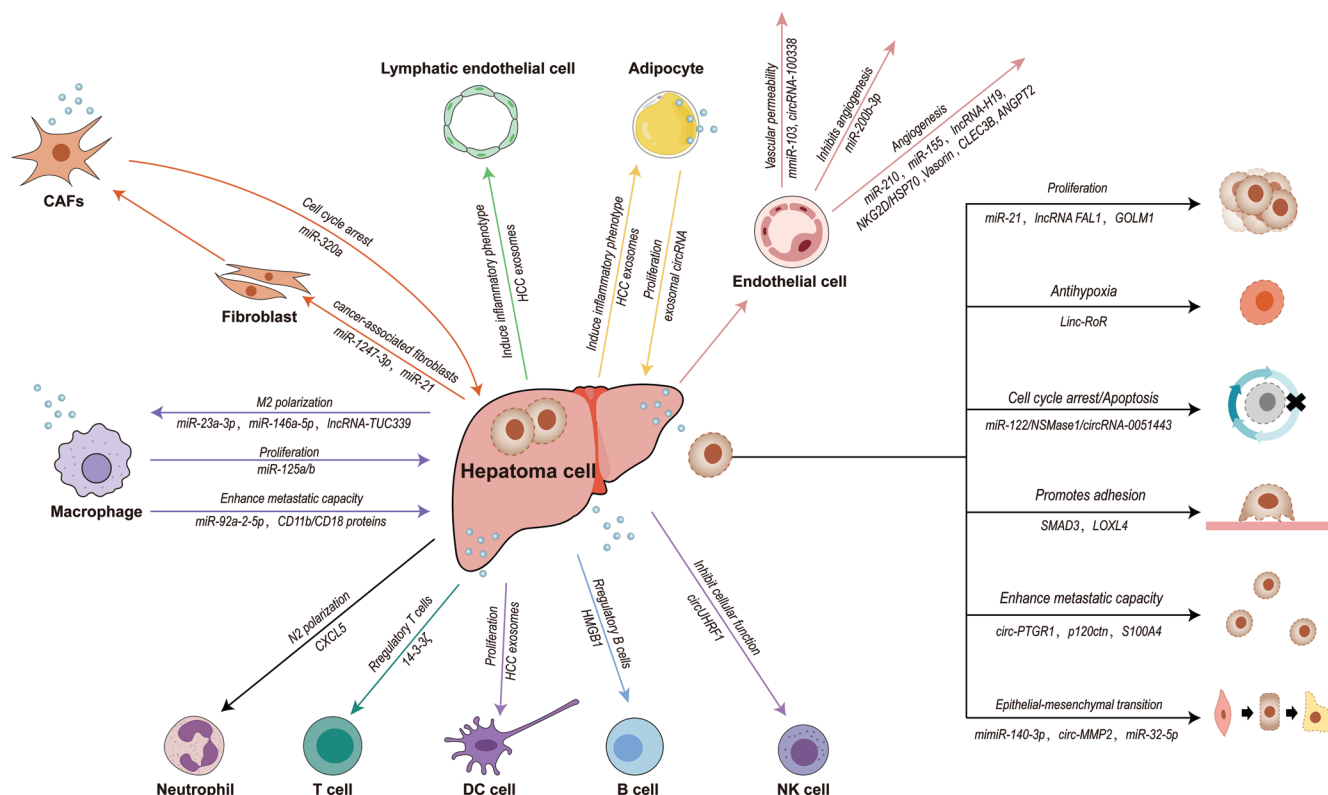 Lymphatic endothelial cell
Adipocyte
Vascular permeability
mmiR-103, circRNA-100338
Inhibits angiogenesis
miR-200b-3p
Angiogenesis
miR-210、miR-155、lncRNA-H19,
NKG2D/HSP70, Vasorin, CLEC3B, ANGPT2
Endothelial cell
CAFs
Cell cycle arrest
miR-320a
Fibroblast
cancer-associated fibroblasts
miR-1247-3p、miR-21
Induce inflammatory phenotype
HCC exosomes
Induce inflammatory phenotype
HCC exosomes
Proliferation
exosomal circRNA
Macrophage
M2 polarization
miR-23a-3p、miR-146a-5p、lncRNA-TUC339
Proliferation
miR-125a/b
Enhance metastatic capacity
miR-92a-2-5p、CD11b/CD18 proteins
Hepatoma cell
N2 polarization
CXCL5
Rregulatory T cells
14-3-3ζ
Proliferation
HCC exosomes
Rregulatory B cells
HMGB1
Inhibit cellular function
circUHRF1
Neutrophil
T cell
DC cell
B cell
NK cell
Proliferation
miR-21、lncRNA FAL1、GOLM1
Antihypoxia
Linc-RoR
Cell cycle arrest/Apoptosis
miR-122/NSMase1/circRNA-0051443
Promotes adhesion
SMAD3、LOXL4
Enhance metastatic capacity
circ-PTGR1、p120ctn、S100A4
Epithelial-mesenchymal transition
mimiR-140-3p、circ-MMP2、miR-32-5p